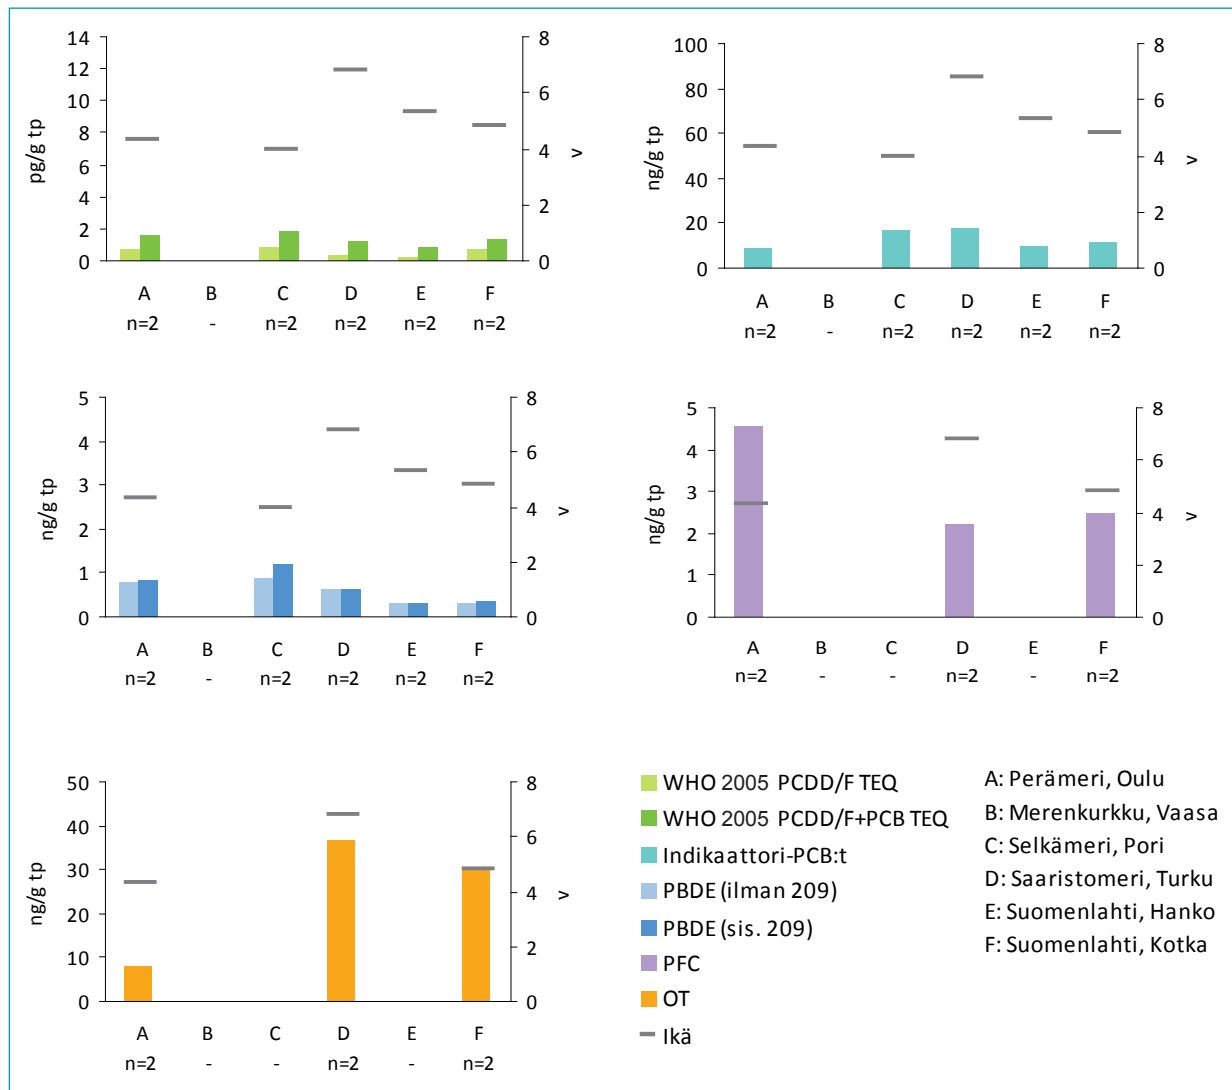 14
12
10
8
6
4
2
0
pg/g tp
8
6
4
2
0
v
A B C D E F
n=2 - n=2 n=2 n=2 n=2
100
80
60
40
20
0
ng/g tp
8
6
4
2
0
v
A B C D E F
n=2 - n=2 n=2 n=2 n=2
5
4
3
2
1
0
ng/g tp
8
6
4
2
0
v
A B C D E F
n=2 - n=2 n=2 n=2 n=2
5
4
3
2
1
0
ng/g tp
8
6
4
2
0
v
A B C D E F
n=2 - - n=2 - n=2
50
40
30
20
10
0
ng/g tp
8
6
4
2
0
v
A B C D E F
n=2 - - n=2 - n=2
WHO 2005 PCDD/F TEQ
WHO 2005 PCDD/F+PCB TEQ
Indikaattori-PCB:t
PBDE (ilman 209)
PBDE (sis. 209)
PFC
OT
Ikä
A: Perämeri, Oulu
B: Merenkurkku, Vaasa
C: Selkämeri, Pori
D: Saaristomeri, Turku
E: Suomenlahti, Hanko
F: Suomenlahti, Kotka